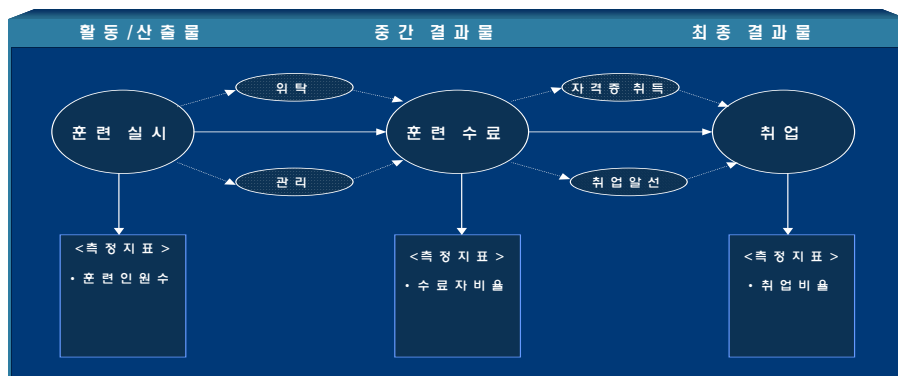 활동/산출물
중간 결과물
최종 결과물
위탁
자격증 취득
훈련 실시
훈련 수료
취업
관리
취업알선
<측정지표>
• 훈련인원수
<측정지표>
• 수료자비율
<측정지표>
• 취업비율